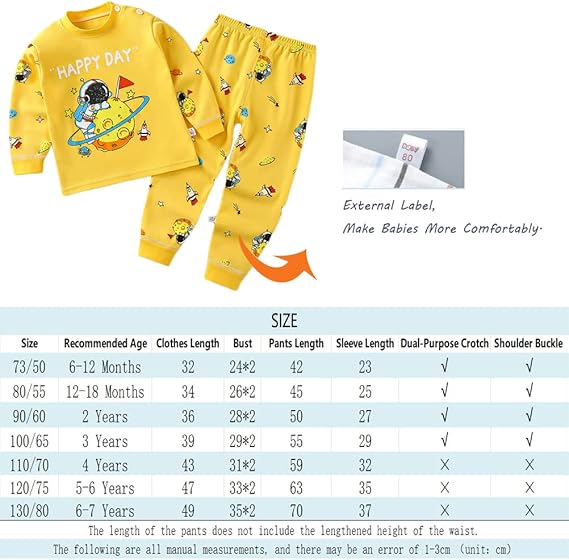 "HAPPY DAY"
80
External Label,
Make Babies More Comfortably.
SIZE
Size Recommended Age Clothes Length Bust Pants Length Sleeve Length Dual-Purpose Crotch Shoulder Buckle
73/50 6-12 Months 32 24*2 42 23 √ √
80/55 12-18 Months 34 26*2 45 25 √ √
90/60 2 Years 36 28*2 50 27 √ √
100/65 3 Years 39 29*2 55 29 √ √
110/70 4 Years 43 31*2 59 32 X X
120/75 5-6 Years 47 33*2 63 35 X X
130/80 6-7 Years 49 35*2 70 37 X X
The length of the pants does not include the lengthened height of the waist.
The following are all manual measurements, and there may be an error of 1-3cm (unit: cm)